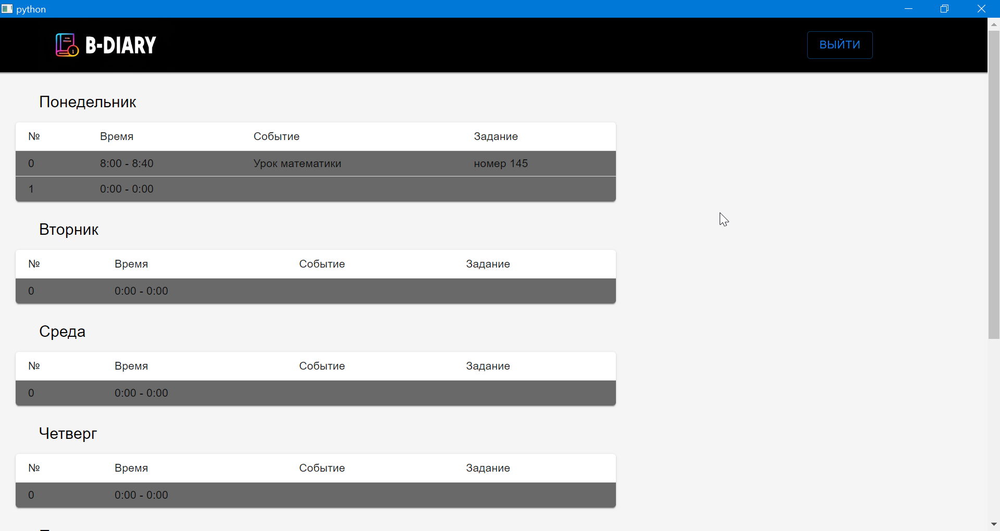 python
B-DIARY
ВЫЙТИ
Понедельник
№ Время Событие Задание
0 8:00 - 8:40 Урок математики номер 145
1 0:00 - 0:00
Вторник
№ Время Событие Задание
0 0:00 - 0:00
Среда
№ Время Событие Задание
0 0:00 - 0:00
Четверг
№ Время Событие Задание
0 0:00 - 0:00